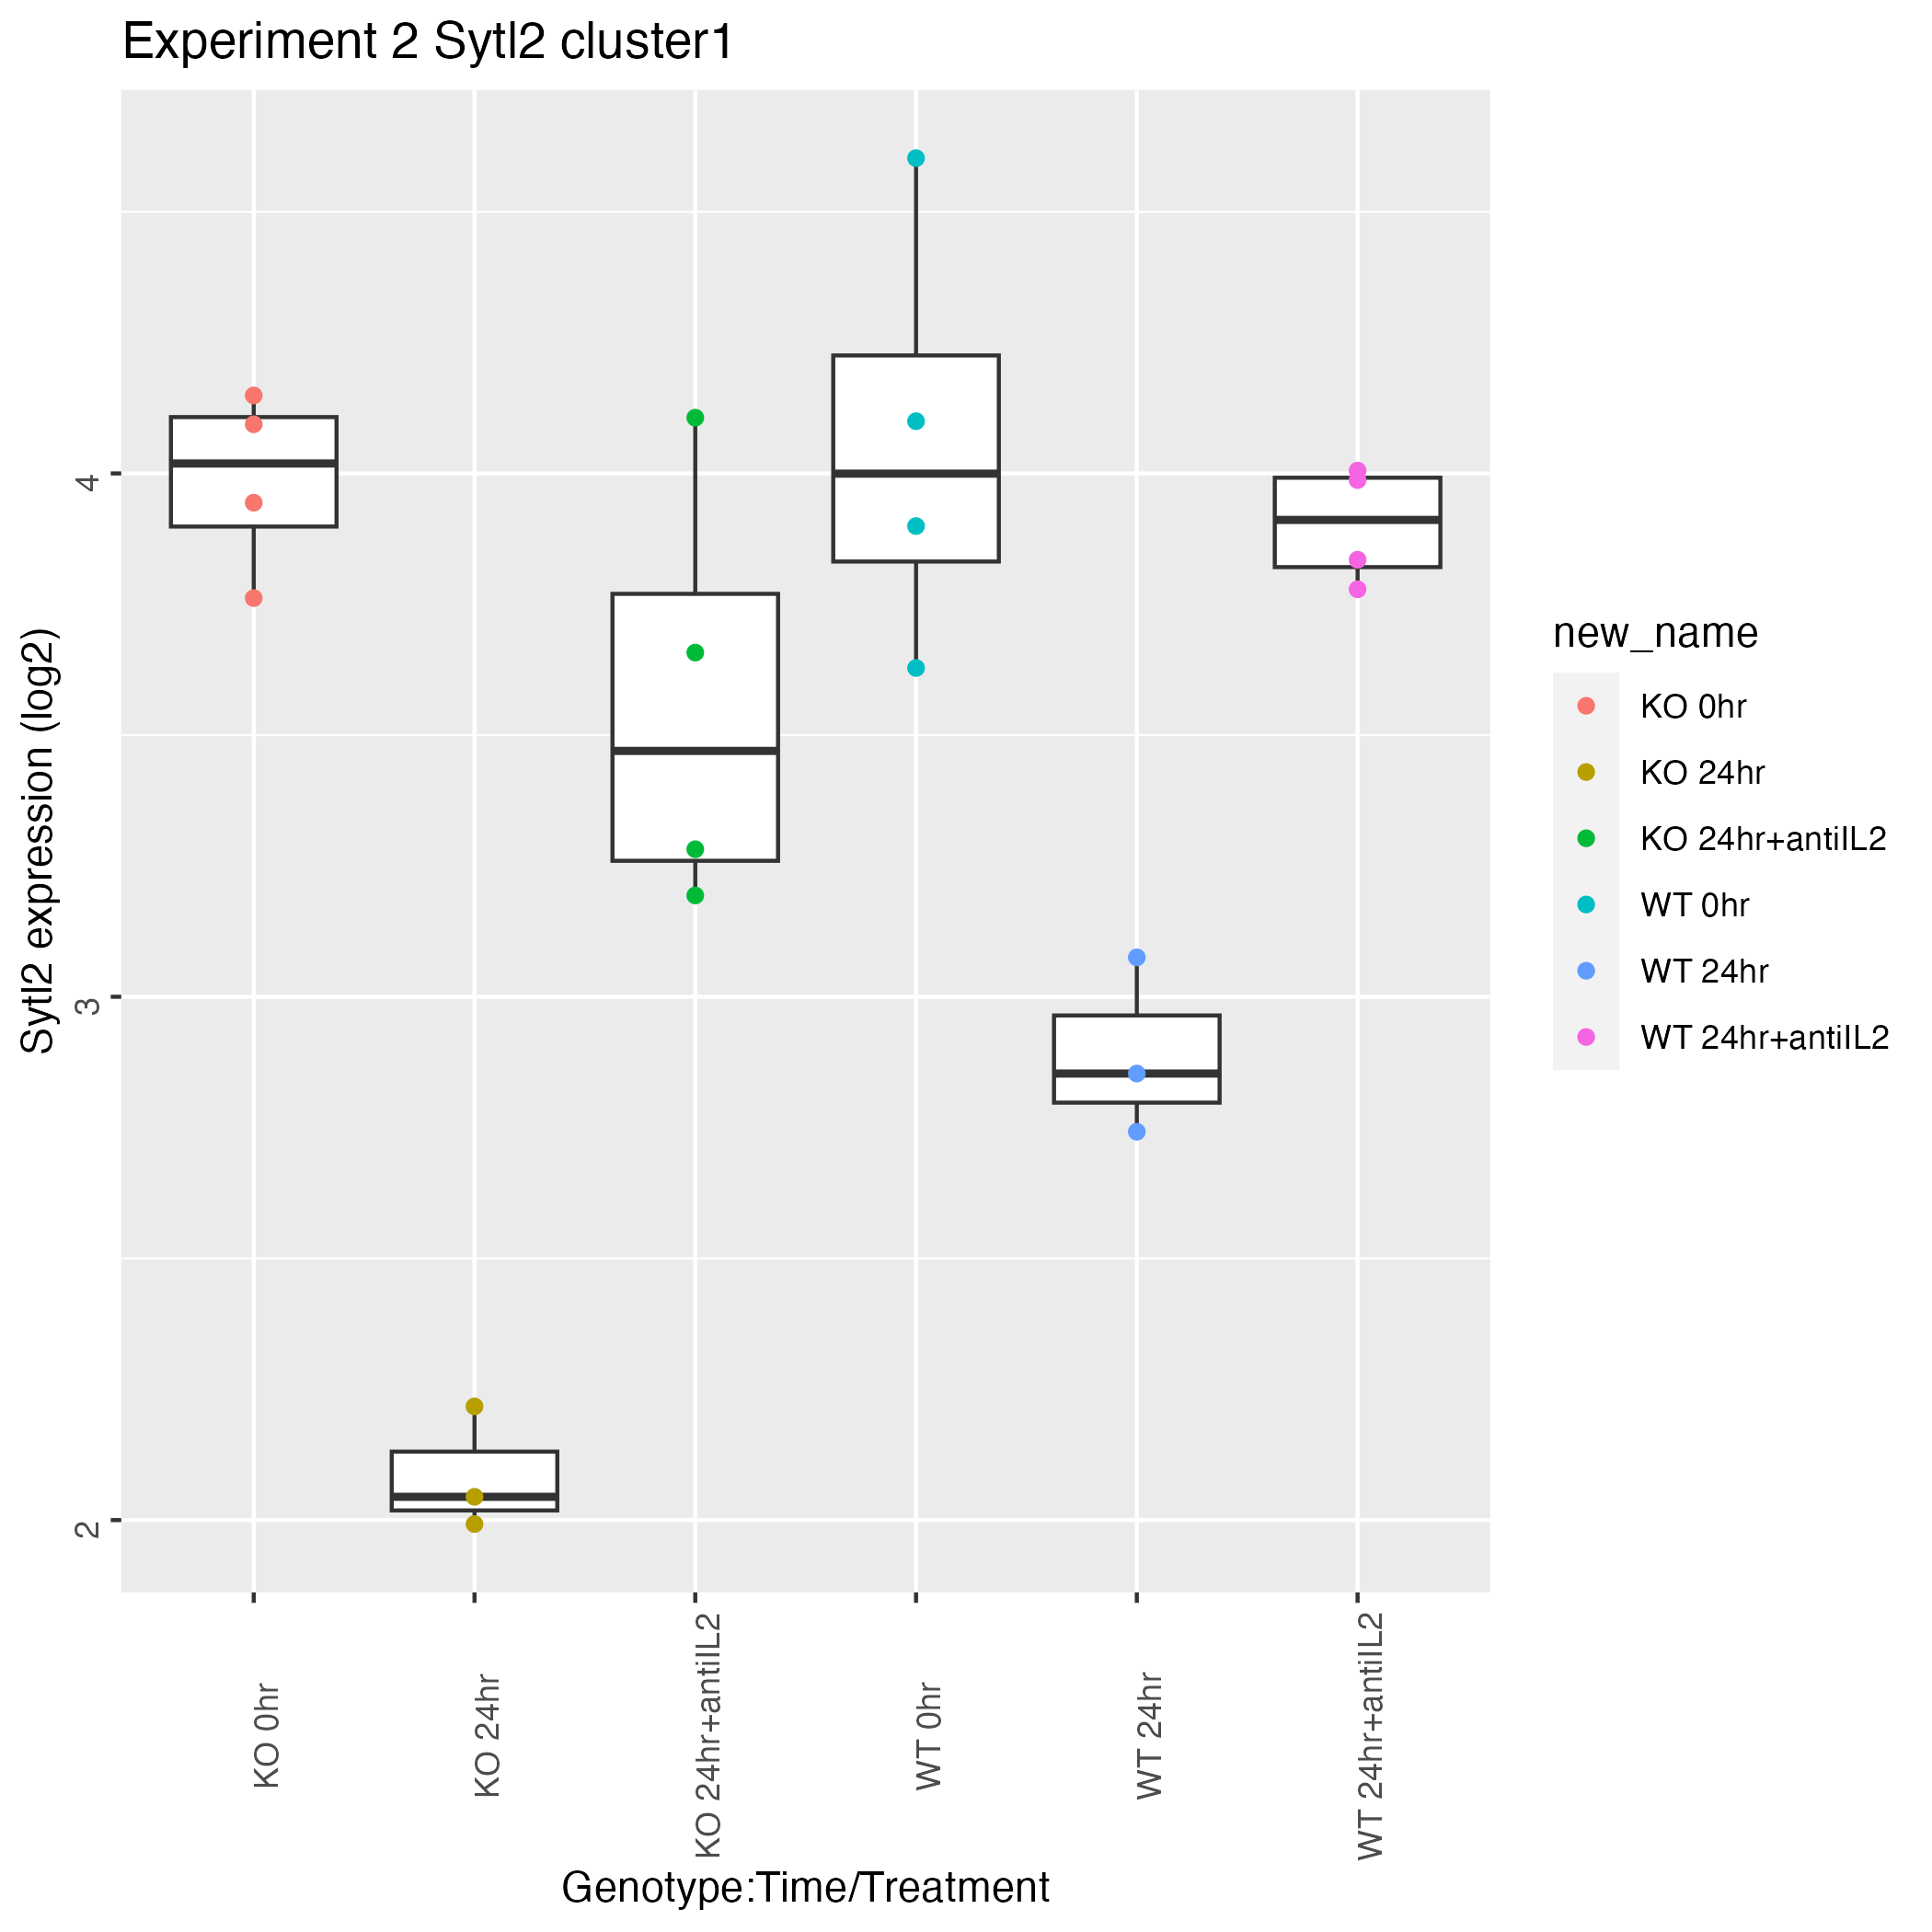 Experiment 2 Sytl2 cluster1
Sytl2 expression (log2)
4
3
2
KO 0hr
KO 24hr
KO 24hr+antiIL2
WT 0hr
WT 24hr
WT 24hr+antiIL2
Genotype:Time/Treatment
new_name
KO 0hr
KO 24hr
KO 24hr+antiIL2
WT 0hr
WT 24hr
WT 24hr+antiIL2